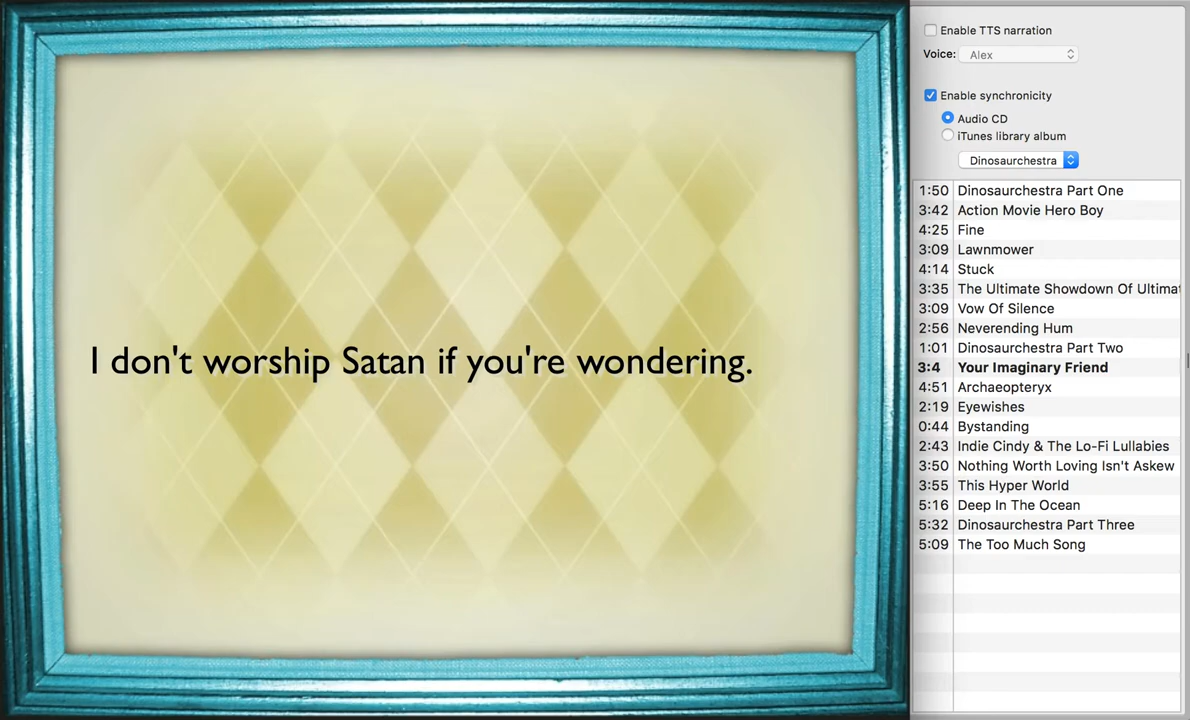 I don't worship Satan if you're wondering.
Enable TTS narration
Voice: Alex
Enable synchronicity
Audio CD
iTunes library album
Dinosaurchestra
1:50 Dinosaurchestra Part One
3:42 Action Movie Hero Boy
4:25 Fine
3:09 Lawnmower
4:14 Stuck
3:35 The Ultimate Showdown Of Ultimat
3:09 Vow Of Silence
2:56 Neverending Hum
1:01 Dinosaurchestra Part Two
3:4 Your Imaginary Friend
4:51 Archaeopteryx
2:19 Eyewishes
0:44 Bystanding
2:43 Indie Cindy & The Lo-Fi Lullabies
3:50 Nothing Worth Loving Isn't Askew
3:55 This Hyper World
5:16 Deep In The Ocean
5:32 Dinosaurchestra Part Three
5:09 The Too Much Song